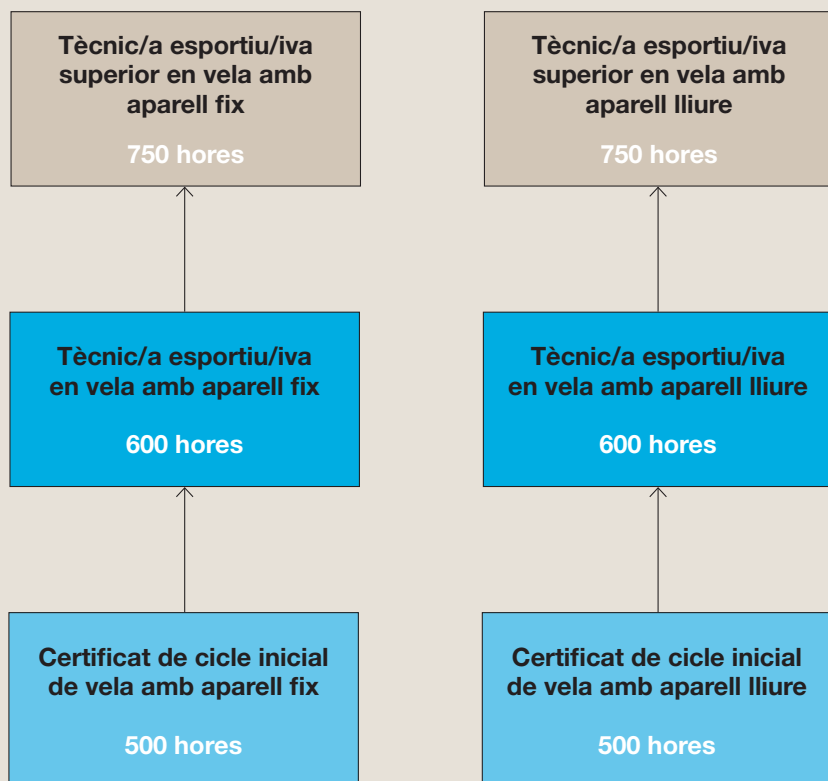 Tècnic/a esportiu/iva
superior en vela amb
aparell fix
750 hores
Tècnic/a esportiu/iva
superior en vela amb
aparell lliure
750 hores
Tècnic/a esportiu/iva
en vela amb aparell fix
600 hores
Tècnic/a esportiu/iva
en vela amb aparell lliure
600 hores
Certificat de cicle inicial
de vela amb aparell fix
500 hores
Certificat de cicle inicial
de vela amb aparell lliure
500 hores